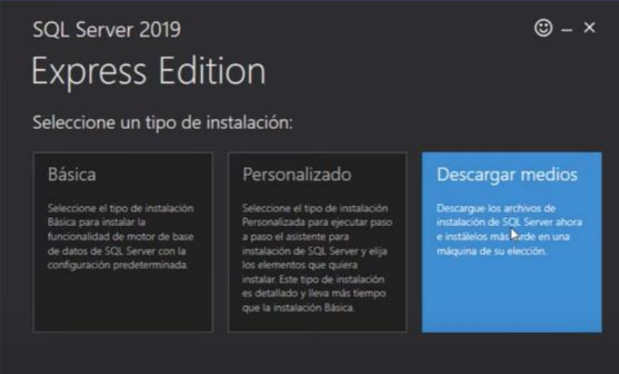 SQL Server 2019
Express Edition
Seleccione un tipo de instalación:
Básica
Seleccione el tipo de instalación
Básica para instalar la
funcionalidad de motor de base
de datos de SQL Server con la
configuración predeterminada.
Personalizado
Seleccione el tipo de instalación
Personalizada para ejecutar paso
a paso el asistente para
instalación de SQL Server y elija
los elementos que quiera
instalar. Este tipo de instalación
es detallado y lleva más tiempo
que la instalación Básica.
Descargar medios
Descargue los archivos de
instalación de SQL Server ahora
e instálelos más tarde en una
máquina de su elección.